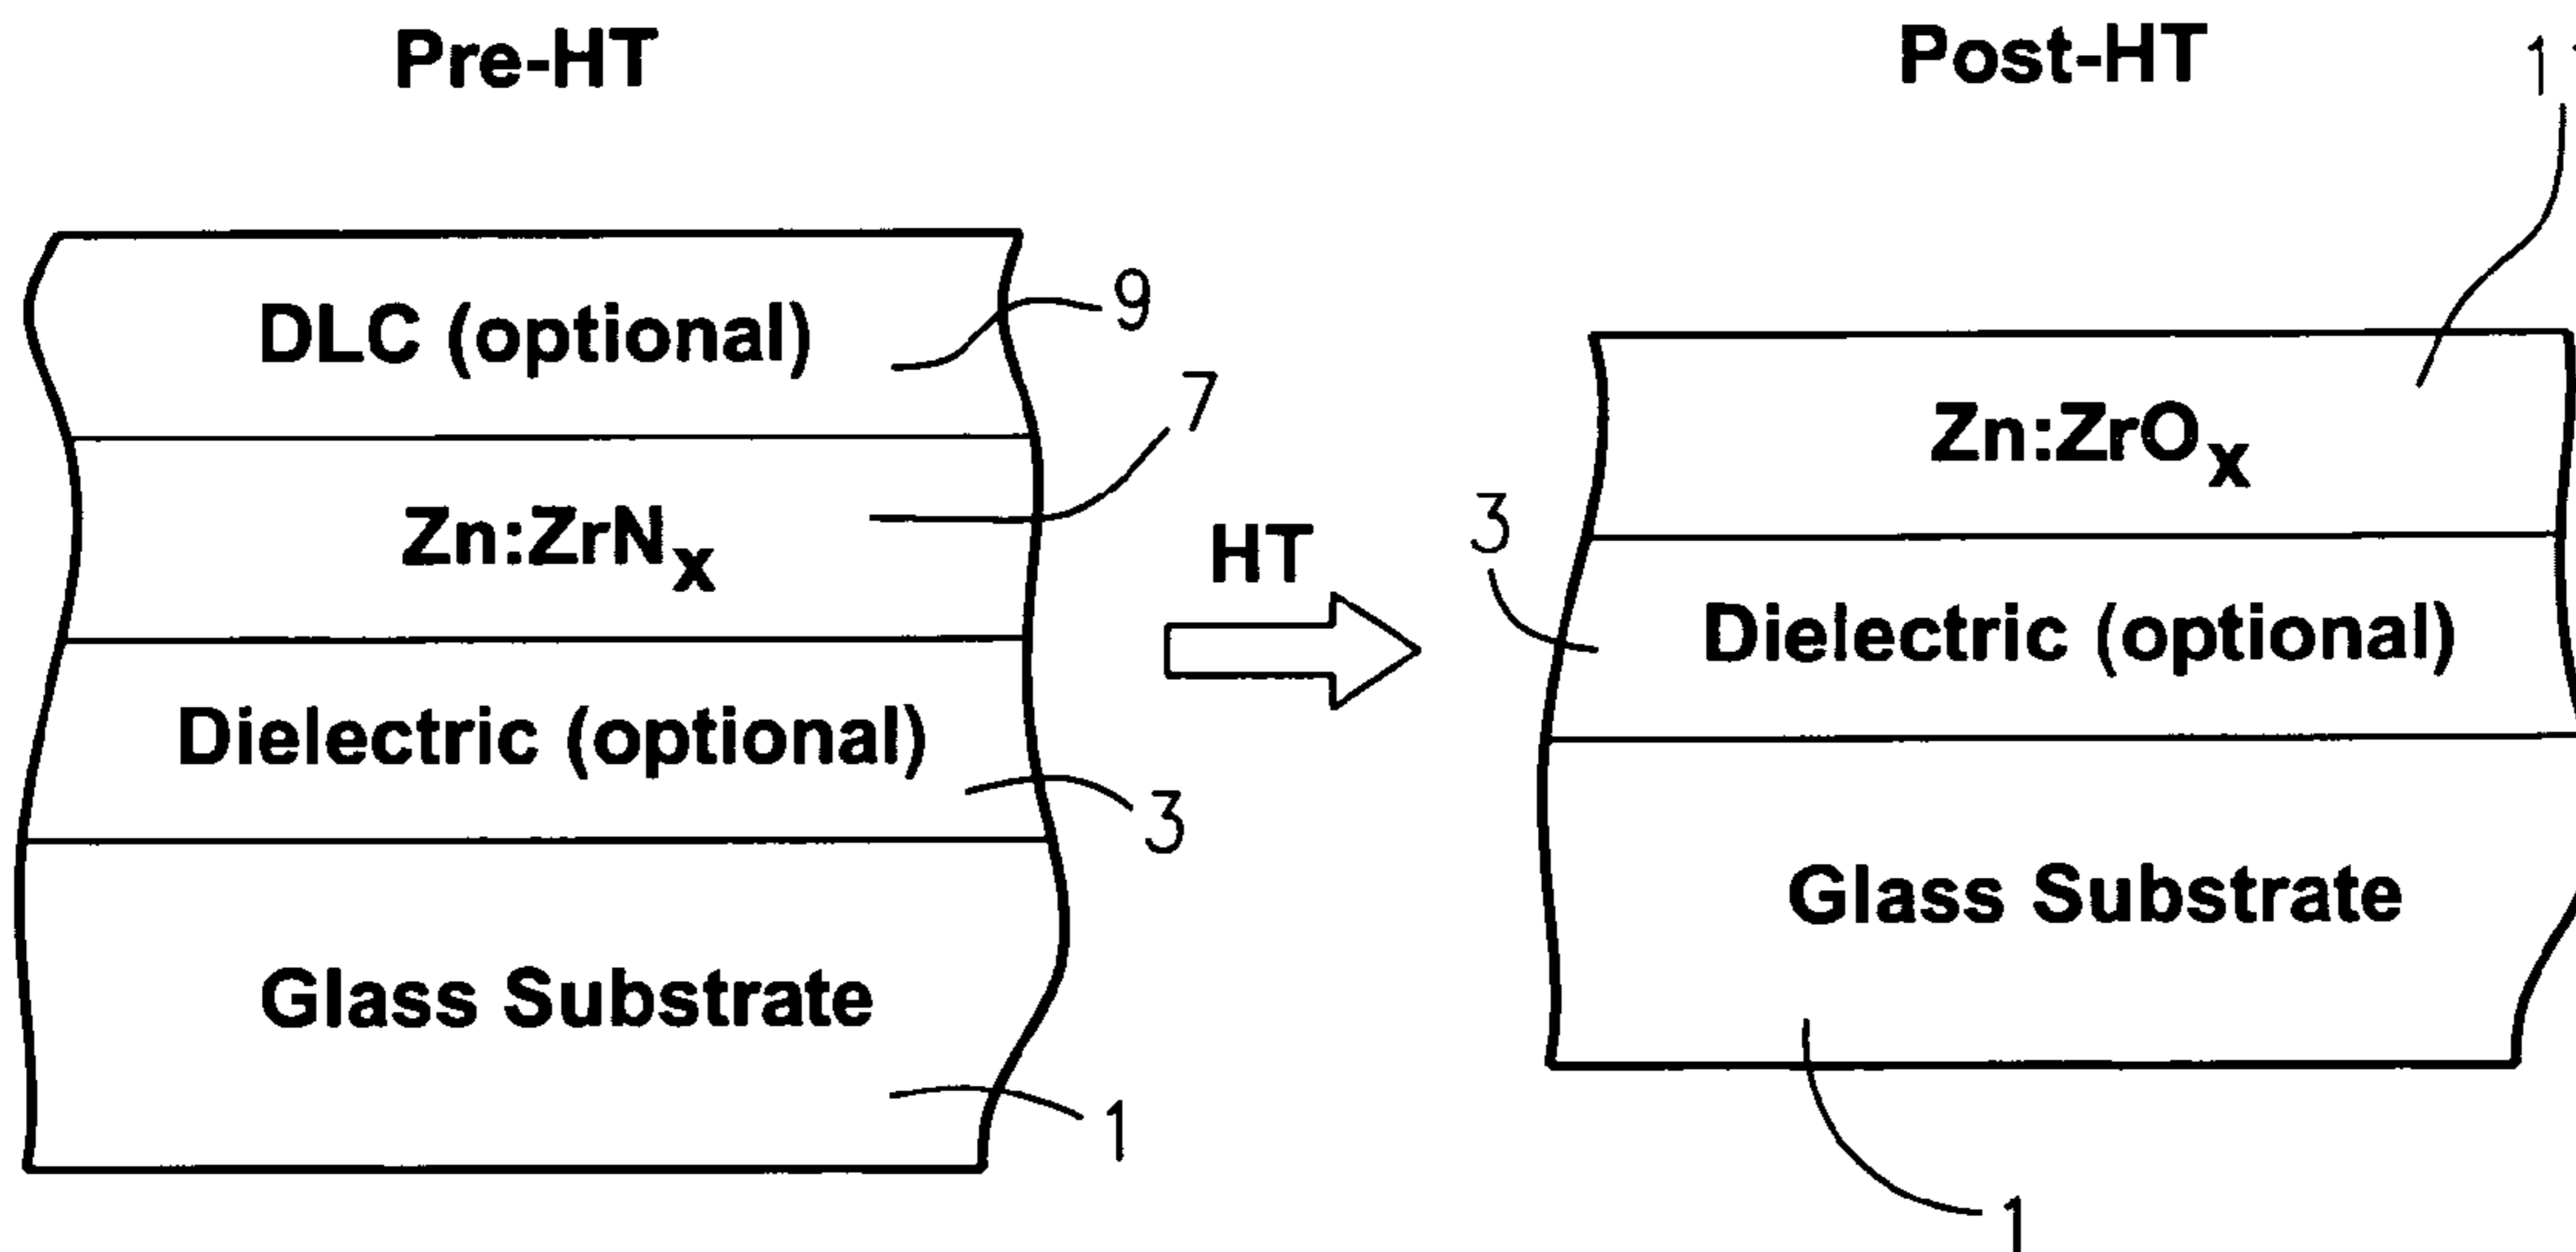 Pre-HT
Post-HT
11
DLC (optional)
9
7
Zn:ZrNₓ
HT
Zn:ZrOₓ
3
Dielectric (optional)
3
Dielectric (optional)
Glass Substrate
1
Glass Substrate
1